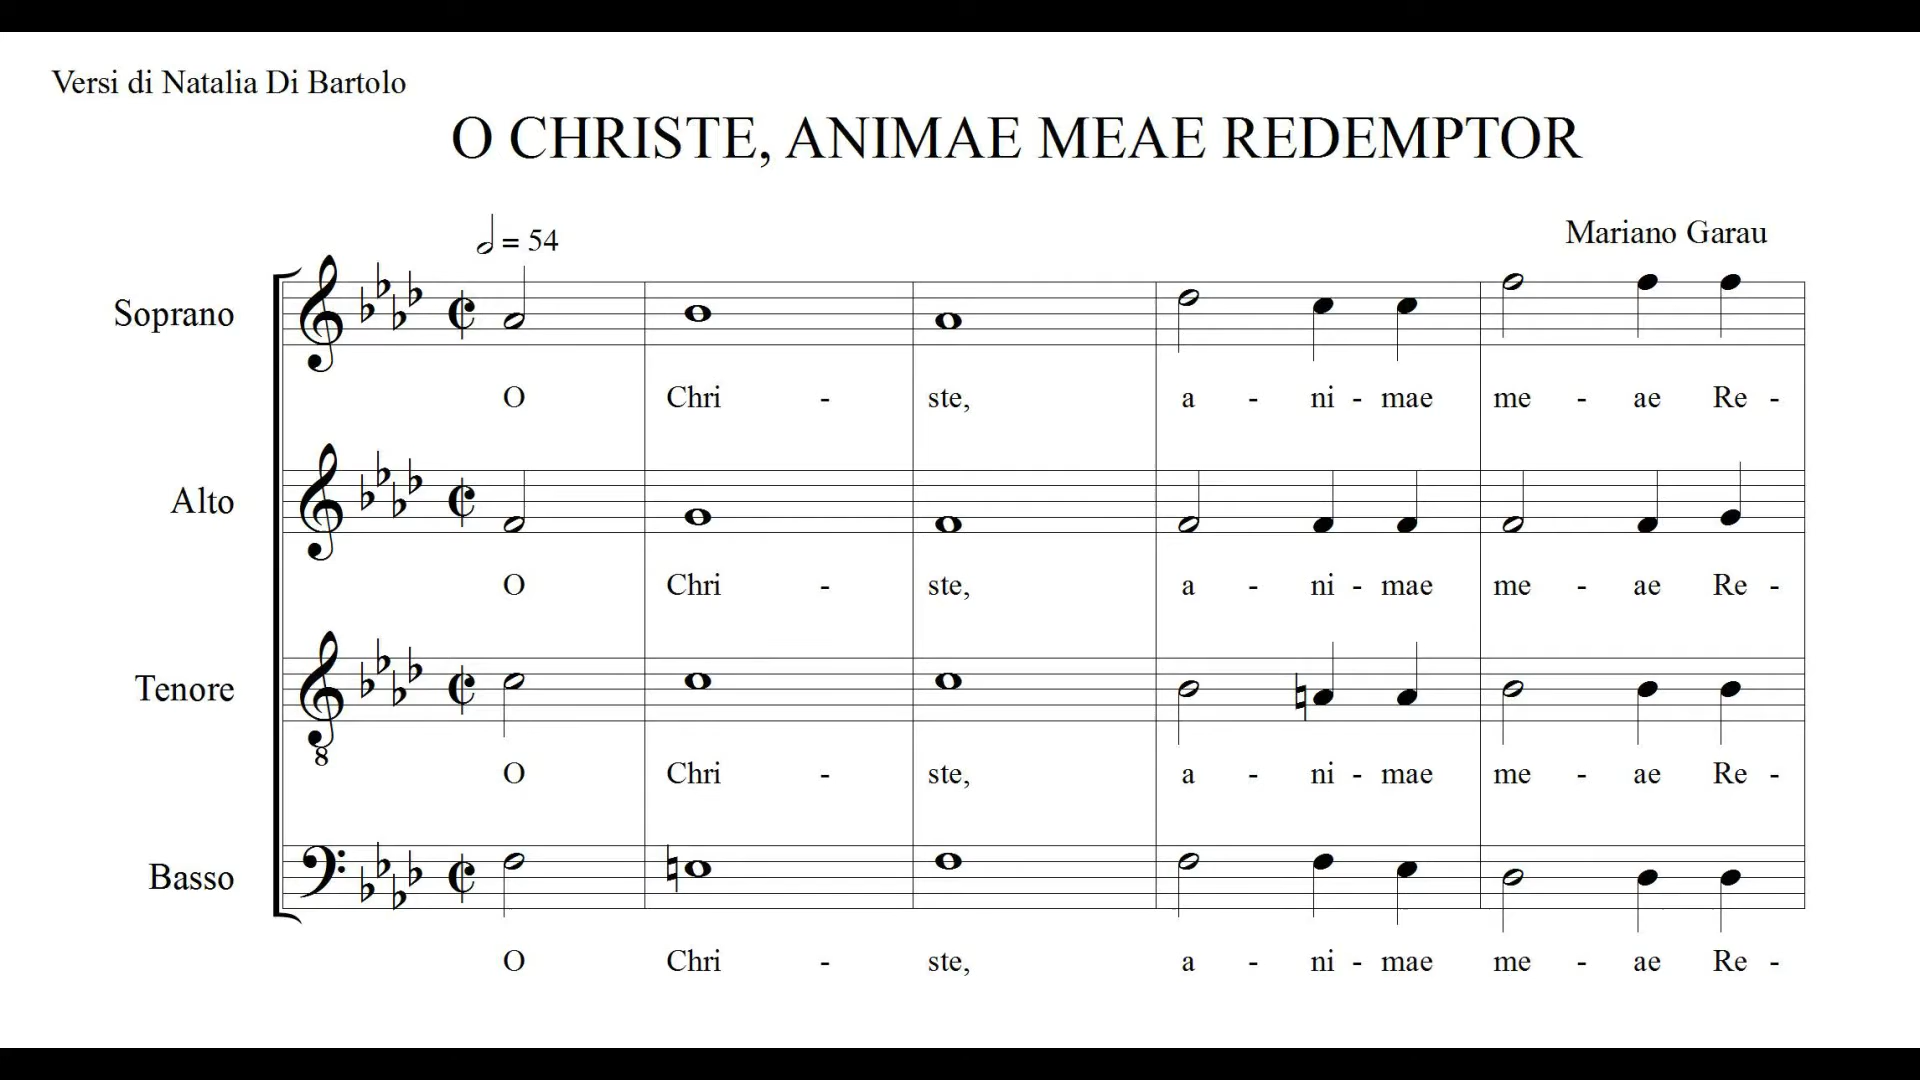 Versi di Natalia Di Bartolo
O CHRISTE, ANIMAE MEAE REDEMPTOR
= 54
Mariano Garau
Soprano
O Chri - ste, a - ni - mae me - ae Re -
Alto
O Chri - ste, a - ni - mae me - ae Re -
Tenore
8
O Chri - ste, a - ni - mae me - ae Re -
Basso
O Chri - ste, a - ni - mae me - ae Re -